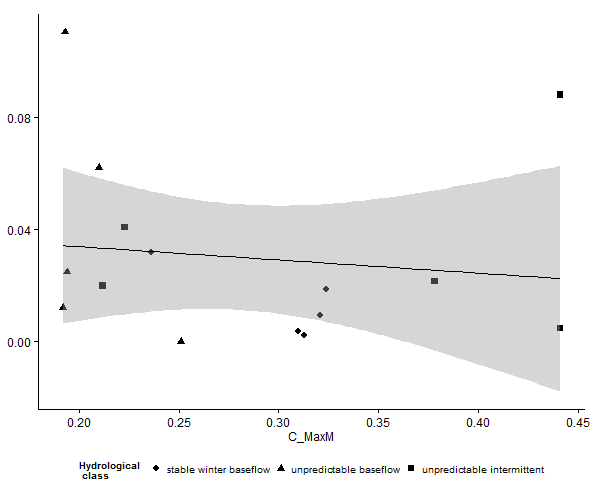 0.08
0.04
0.00
0.20 0.25 0.30 0.35 0.40 0.45
C_MaxM
Hydrological
class
stable winter baseflow unpredictable baseflow unpredictable intermittent